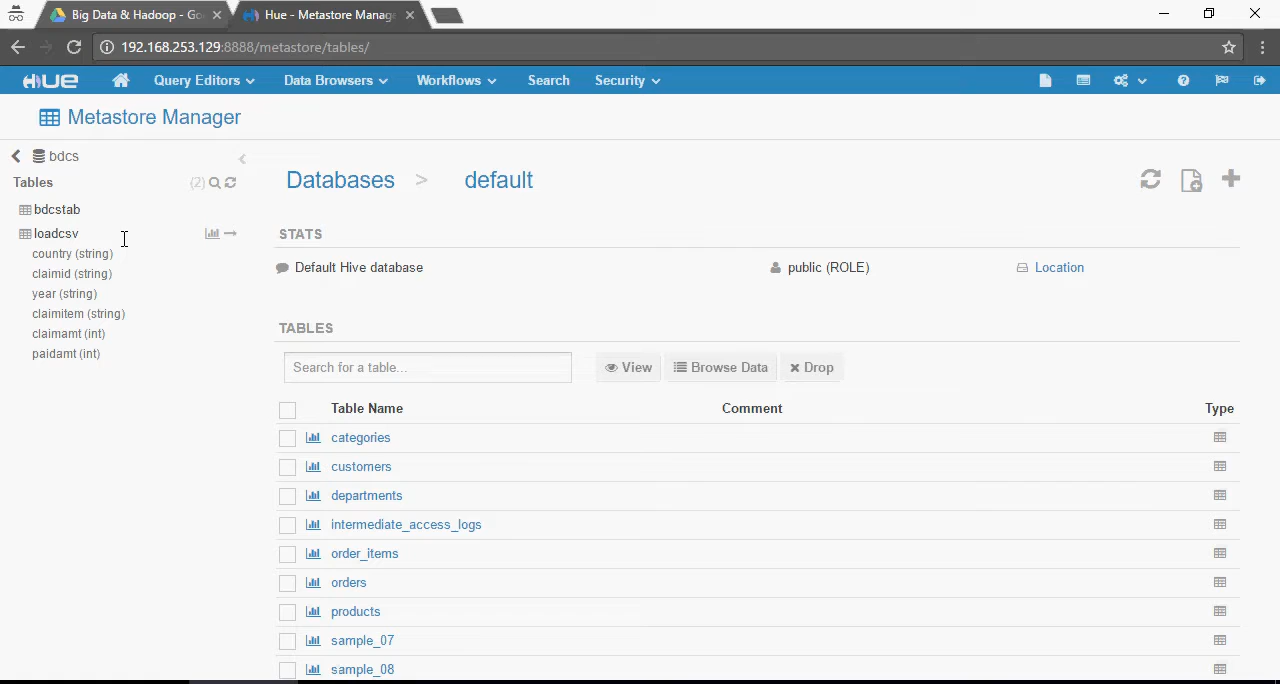 Big Data & Hadoop - Go
Hue - Metastore Manage
192.168.253.129:8888/metastore/tables/
HUE
Query Editors
Data Browsers
Workflows
Search
Security
Metastore Manager
bdcs
Tables
(2)
bdcstab
loadcsv
country (string)
claimid (string)
year (string)
claimitem (string)
claimamt (int)
paidamt (int)
Databases > default
STATS
Default Hive database
public (ROLE)
Location
TABLES
Search for a table...
View
Browse Data
Drop
Table Name Comment Type
categories
customers
departments
intermediate_access_logs
order_items
orders
products
sample_07
sample_08